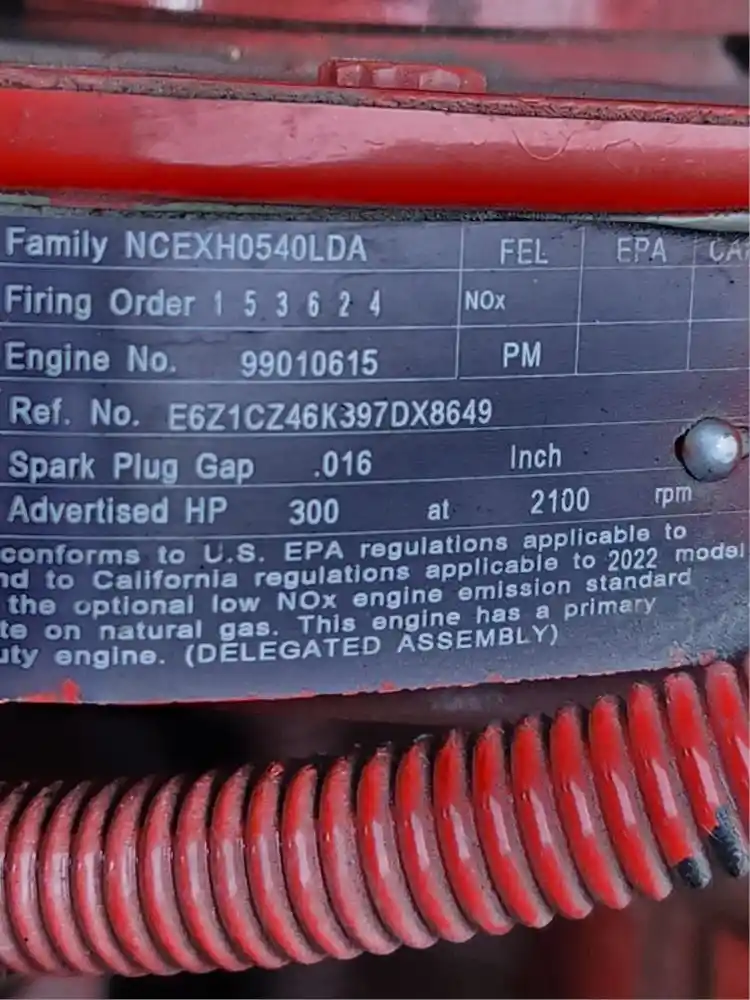 Family NCEXH0540LDA FEL EPA
Firing Order 1 5 3 6 2 4 NOx
Engine No. 99010615 PM
Ref. No. E6Z1CZ46K397DX8649
Spark Plug Gap .016 Inch
Advertised HP 300 at 2100 rpm
conforms to U.S. EPA regulations applicable to
nd to California regulations applicable to 2022 model
the optional low NOx engine emission standard
te on natural gas. This engine has a primary
uty engine. (DELEGATED ASSEMBLY)